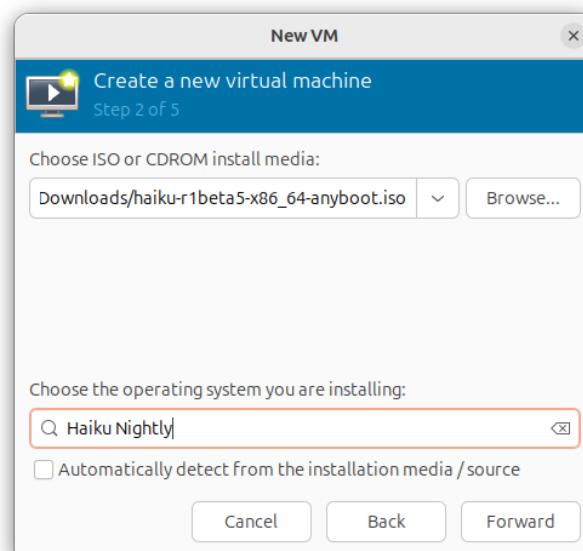 New VM
Create a new virtual machine
Step 2 of 5
Choose ISO or CDROM install media:
Downloads/haiku-r1beta5-x86_64-anyboot.iso
Browse...
Choose the operating system you are installing:
Haiku Nightly
Automatically detect from the installation media / source
Cancel Back Forward